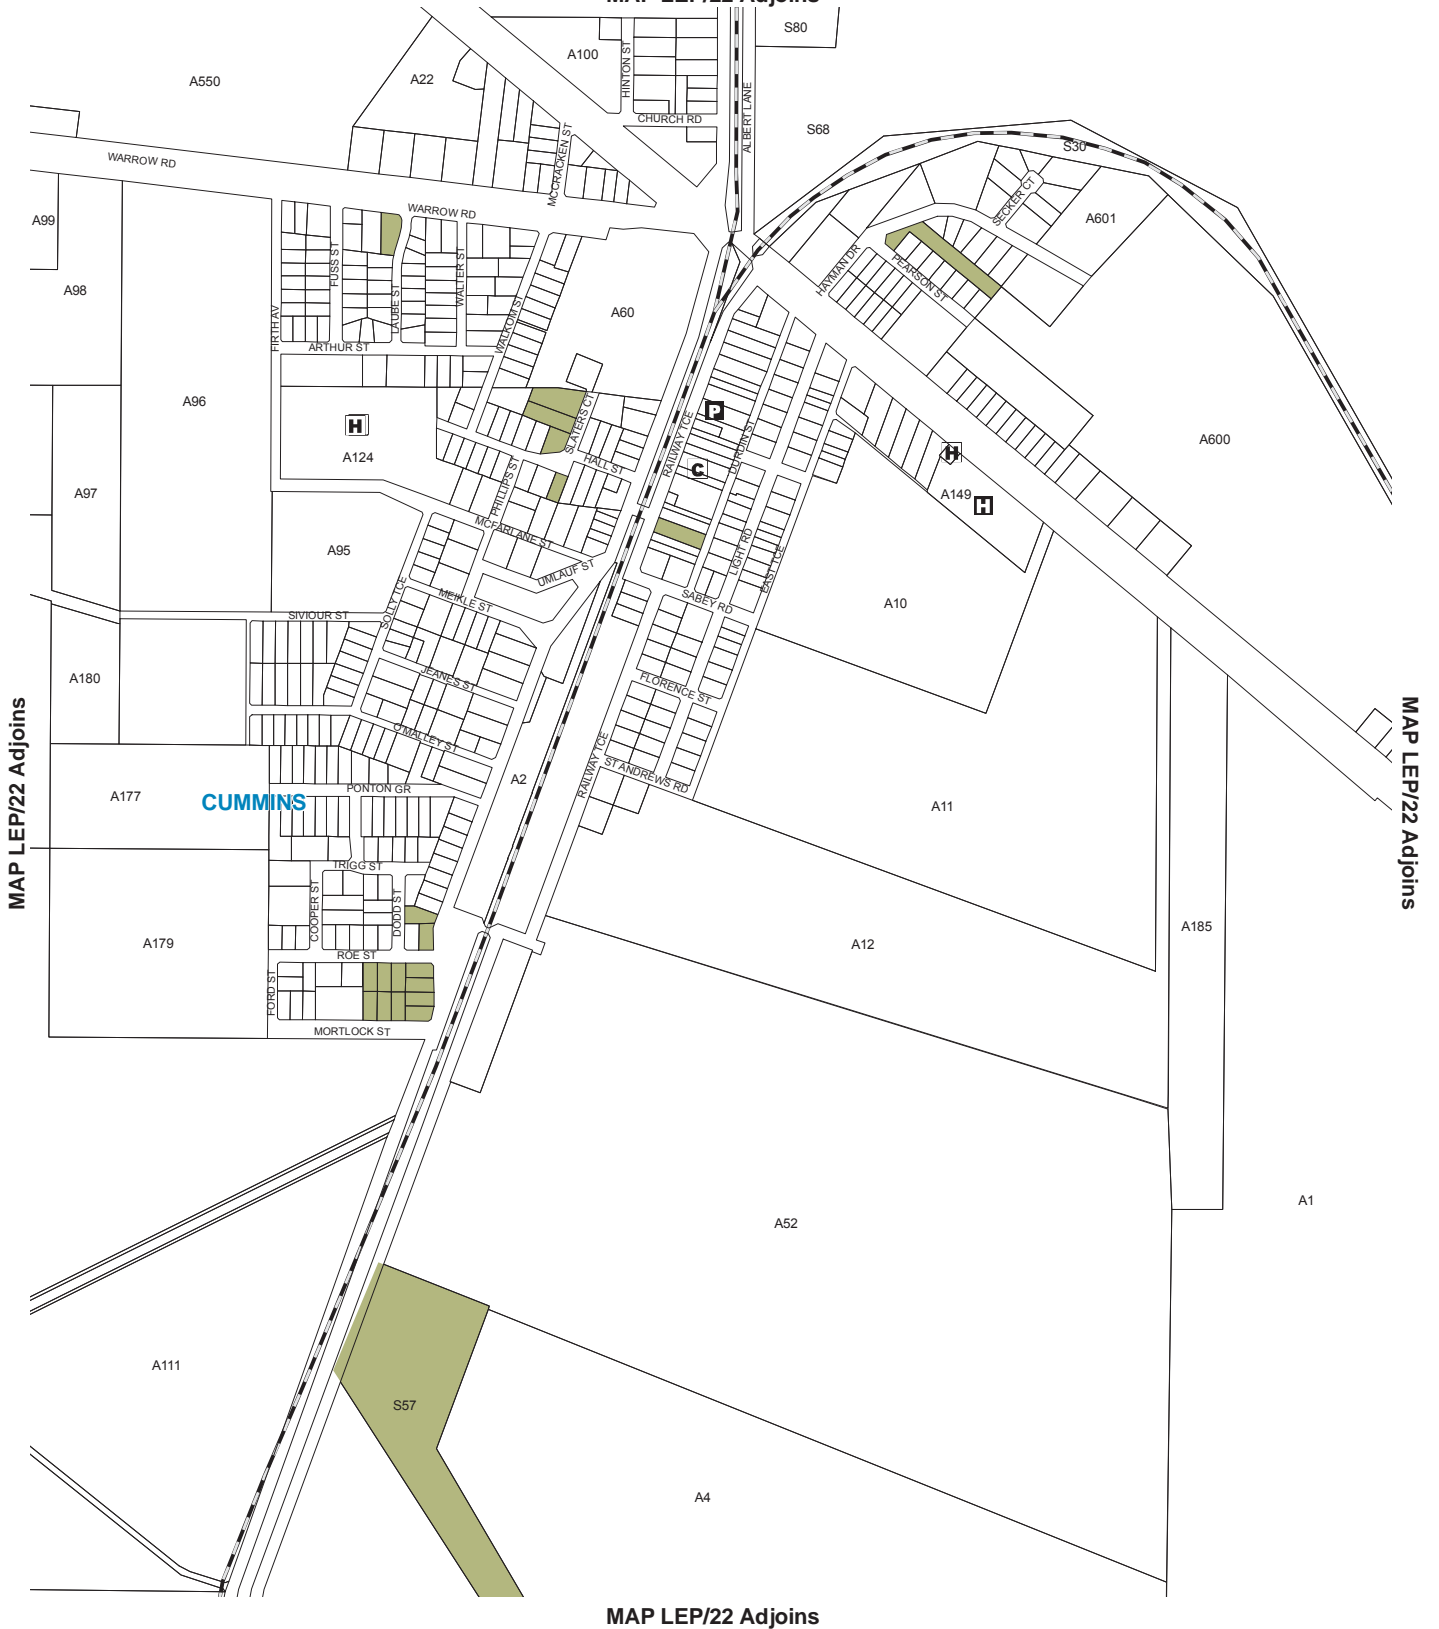 MAP LEP/22 Adjoins
S80
A100
HINTON ST
A22
A550
ALBERT LANE
CHURCH RD
S68
MCCRACKEN ST
S30
WARROW RD
SECKER CT
WARROW RD
A99
A601
FUSS ST
HAYMAN DR
PEARSON ST
WALTER ST
A98
LAUBE ST
WALKOM ST
A60
FIRTH AV
ARTHUR ST
A96
SLATERS CT
P
RAILWAY TCE
DURDIN ST
H
A600
A124
HALL ST
C
H
PHILLIPS ST
A97
A149
H
MCFARLANE ST
A95
LIGHT RD
UMLAUF ST
EAST TCE
SOLLY TCE
MEIKLE ST
SABEY RD
A10
SIVIOUR ST
JEANES ST
A180
FLORENCE ST
MAP LEP/22 Adjoins
MAP LEP/22 Adjoins
O'MALLEY ST
RAILWAY TCE
A2
ST ANDREWS RD
PONTON GR
A177
CUMMINS
A11
TRIGG ST
COOPER ST
DODD ST
A185
A179
A12
ROE ST
FORD ST
MORTLOCK ST
A1
A52
A111
S57
A4
MAP LEP/22 Adjoins